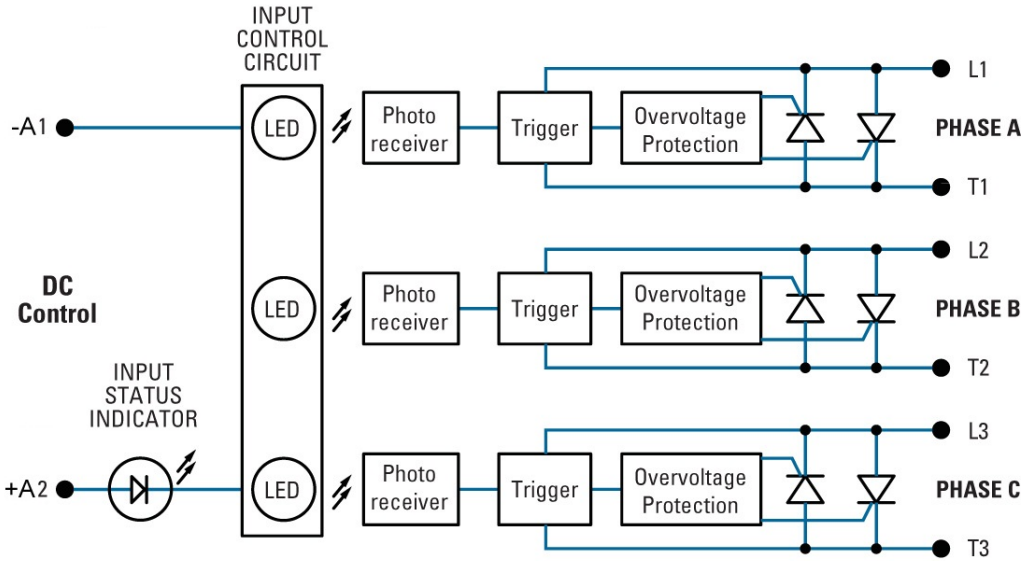 INPUT
CONTROL
CIRCUIT
-A1
LED
Photo
receiver
Trigger
Overvoltage
Protection
L1
PHASE A
T1
DC
Control
LED
Photo
receiver
Trigger
Overvoltage
Protection
L2
PHASE B
T2
INPUT
STATUS
INDICATOR
+A2
LED
Photo
receiver
Trigger
Overvoltage
Protection
L3
PHASE C
T3